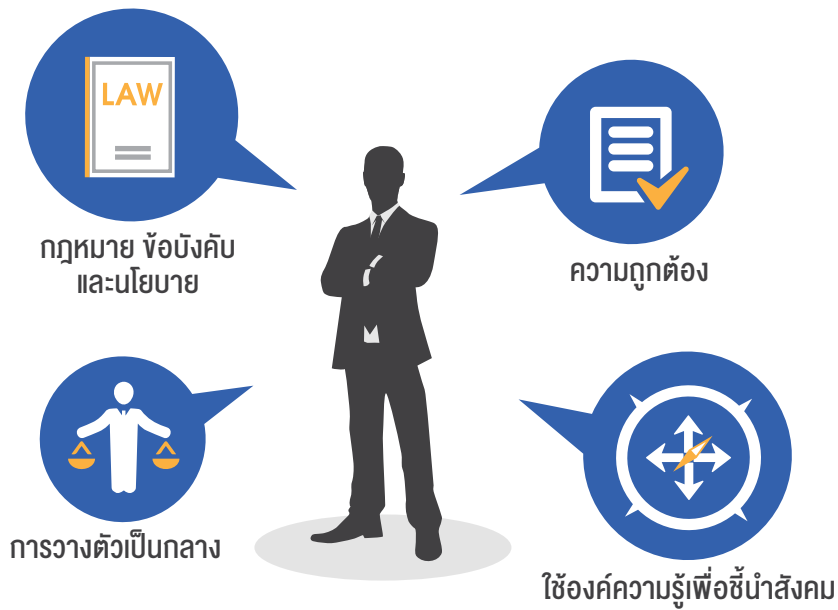 LAW
กฎหมาย ข้อบังคับ
และนโยบาย
ความถูกต้อง
การวางตัวเป็นกลาง
ใช้องค์ความรู้เพื่อชี้นำสังคม